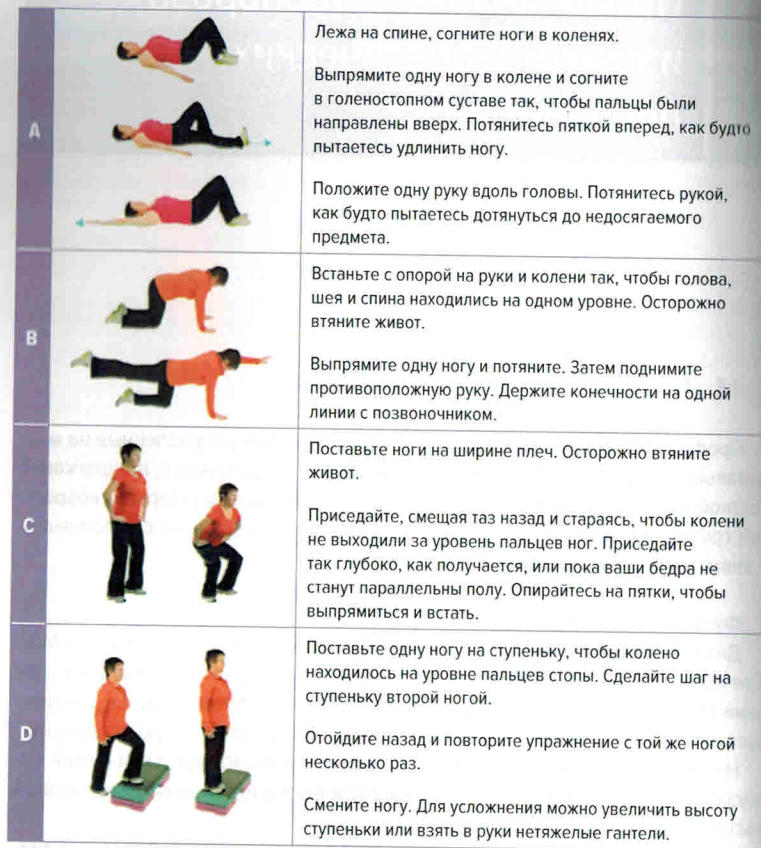 A
Лежа на спине, согните ноги в коленях.
Выпрямите одну ногу в колене и согните
в голеностопном суставе так, чтобы пальцы были
направлены вверх. Потянитесь пяткой вперед, как будто
пытаетесь удлинить ногу.
Положите одну руку вдоль головы. Потянитесь рукой,
как будто пытаетесь дотянуться до недосягаемого
предмета.
B
Встаньте с опорой на руки и колени так, чтобы голова,
шея и спина находились на одном уровне. Осторожно
втяните живот.
Выпрямите одну ногу и потяните. Затем поднимите
противоположную руку. Держите конечности на одной
линии с позвоночником.
C
Поставьте ноги на ширине плеч. Осторожно втяните
живот.
Приседайте, смещая таз назад и стараясь, чтобы колени
не выходили за уровень пальцев ног. Приседайте
так глубоко, как получается, или пока ваши бедра не
станут параллельны полу. Опирайтесь на пятки, чтобы
выпрямиться и встать.
D
Поставьте одну ногу на ступеньку, чтобы колено
находилось на уровне пальцев стопы. Сделайте шаг на
ступеньку второй ногой.
Отойдите назад и повторите упражнение с той же ногой
несколько раз.
Смените ногу. Для усложнения можно увеличить высоту
ступеньки или взять в руки нетяжелые гантели.